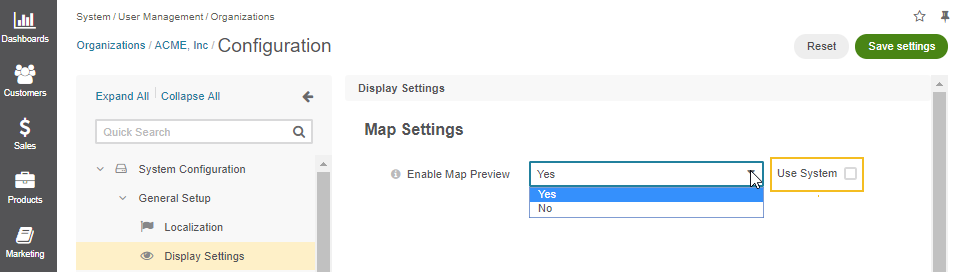 System / User Management / Organizations
Organizations / ACME, Inc / Configuration
Reset
Save settings
Dashboards
Customers
Sales
Products
Marketing
Expand All
Collapse All
Quick Search
System Configuration
General Setup
Localization
Display Settings
Display Settings
Map Settings
Enable Map Preview
Yes
Use System
Yes
No